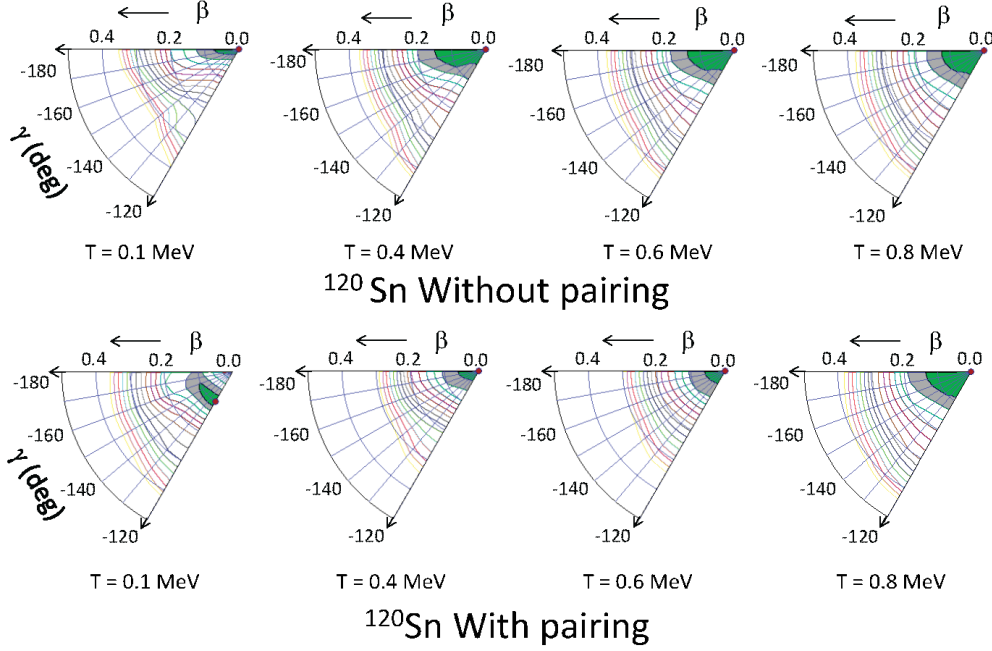 β β β β
0.4 0.2 0.0 0.4 0.2 0.0 0.4 0.2 0.0 0.4 0.2 0.0
-180 -180 -180 -180
-160 -160 -160 -160
γ (deg)
-140 -140 -140 -140
-120 -120 -120 -120
T = 0.1 MeV T = 0.4 MeV T = 0.6 MeV T = 0.8 MeV
¹²⁰ Sn Without pairing
β β β β
0.4 0.2 0.0 0.4 0.2 0.0 0.4 0.2 0.0 0.4 0.2 0.0
-180 -180 -180 -180
-160 -160 -160 -160
γ (deg)
-140 -140 -140 -140
-120 -120 -120 -120
T = 0.1 MeV T = 0.4 MeV T = 0.6 MeV T = 0.8 MeV
¹²⁰Sn With pairing